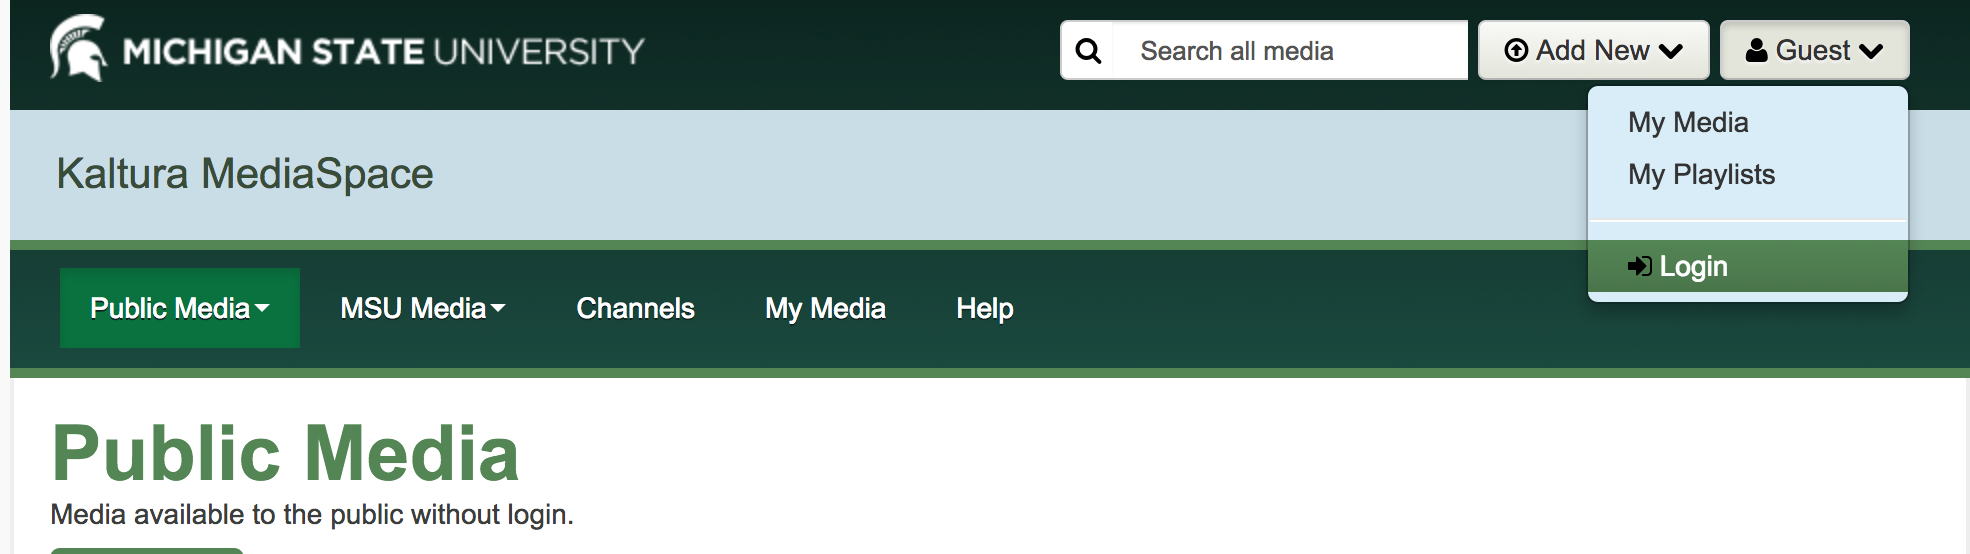 MICHIGAN STATE UNIVERSITY
Search all media
Add New
Guest
My Media
My Playlists
Login
Kaltura MediaSpace
Public Media
MSU Media
Channels
My Media
Help
Public Media
Media available to the public without login.